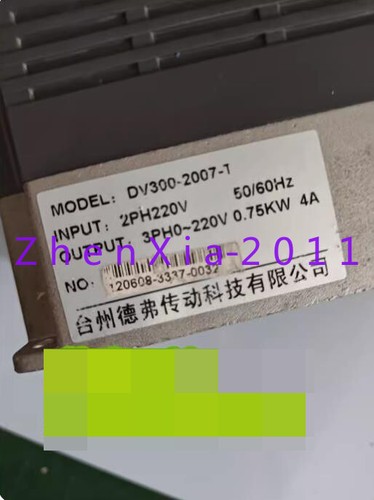 MODEL: DV300-2007-T
INPUT: 2PH220V 50/60Hz
OUTPUT: 3PH0~220V 0.75KW 4A
ZhenXia-2011
NO. 120608-3337-0032
台州德弗传动科技有限公司